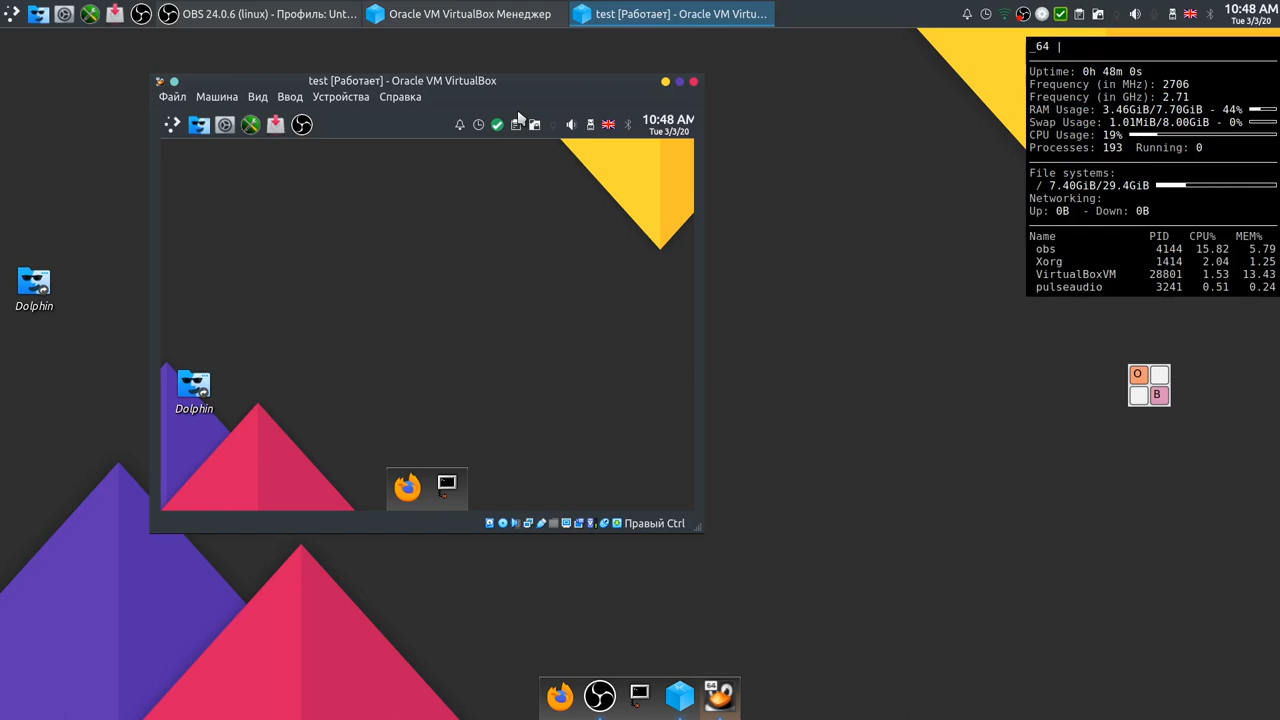 OBS 24.0.6 (linux) - Профиль: Unt...
Oracle VM VirtualBox Менеджер
test [Работает] - Oracle VM Virtu...
10:48 AM
Tue 3/3/20
_64 |
Uptime: 0h 48m 0s
Frequency (in MHz): 2706
Frequency (in GHz): 2.71
RAM Usage: 3.46GiB/7.70GiB - 44%
Swap Usage: 1.01MiB/8.00GiB - 0%
CPU Usage: 19%
Processes: 193 Running: 0
File systems:
/ 7.40GiB/29.4GiB
Networking:
Up: 0B - Down: 0B
Name PID CPU% MEM%
obs 4144 15.82 5.79
Xorg 1414 2.04 1.25
VirtualBoxVM 28801 1.53 13.43
pulseaudio 3241 0.51 0.24
test [Работает] - Oracle VM VirtualBox
Файл Машина Вид Ввод Устройства Справка
10:48 AM
Tue 3/3/20
Dolphin
Dolphin
O
B
Правый Ctrl
64